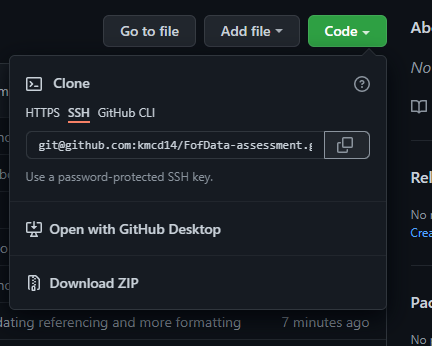 Go to file
Add file
Code
Clone
HTTPS SSH GitHub CLI
git@github.com:kmcd14/FofData-assessment.g
Use a password-protected SSH key.
Open with GitHub Desktop
Download ZIP
dating referencing and more formatting
7 minutes ago
Abo
No
Rel
No r
Crea
Pac
No p